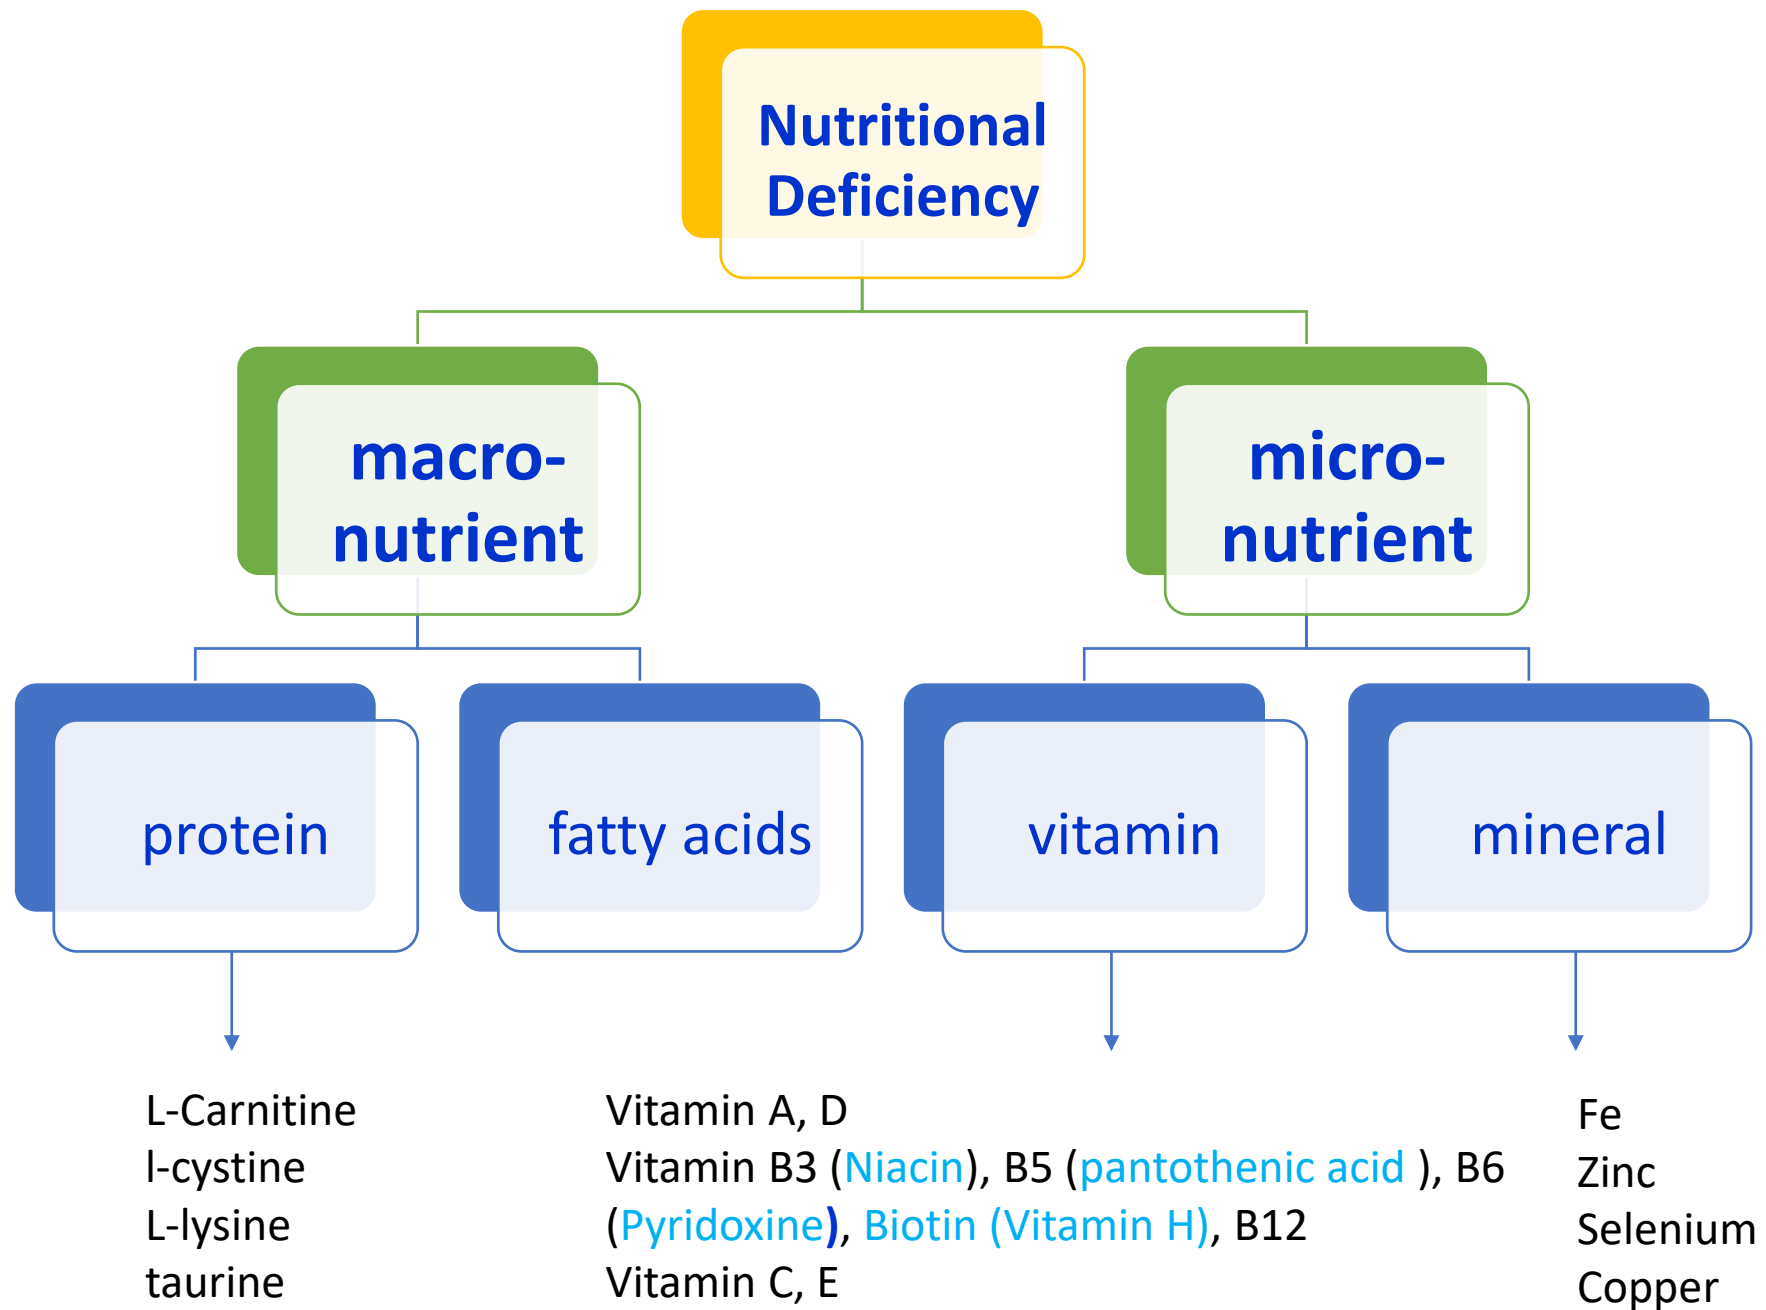 Nutritional
Deficiency
macro-
nutrient
micro-
nutrient
protein
fatty acids
vitamin
mineral
L-Carnitine
l-cystine
L-lysine
taurine
Vitamin A, D
Vitamin B3 (Niacin), B5 (pantothenic acid ), B6
(Pyridoxine), Biotin (Vitamin H), B12
Vitamin C, E
Fe
Zinc
Selenium
Copper